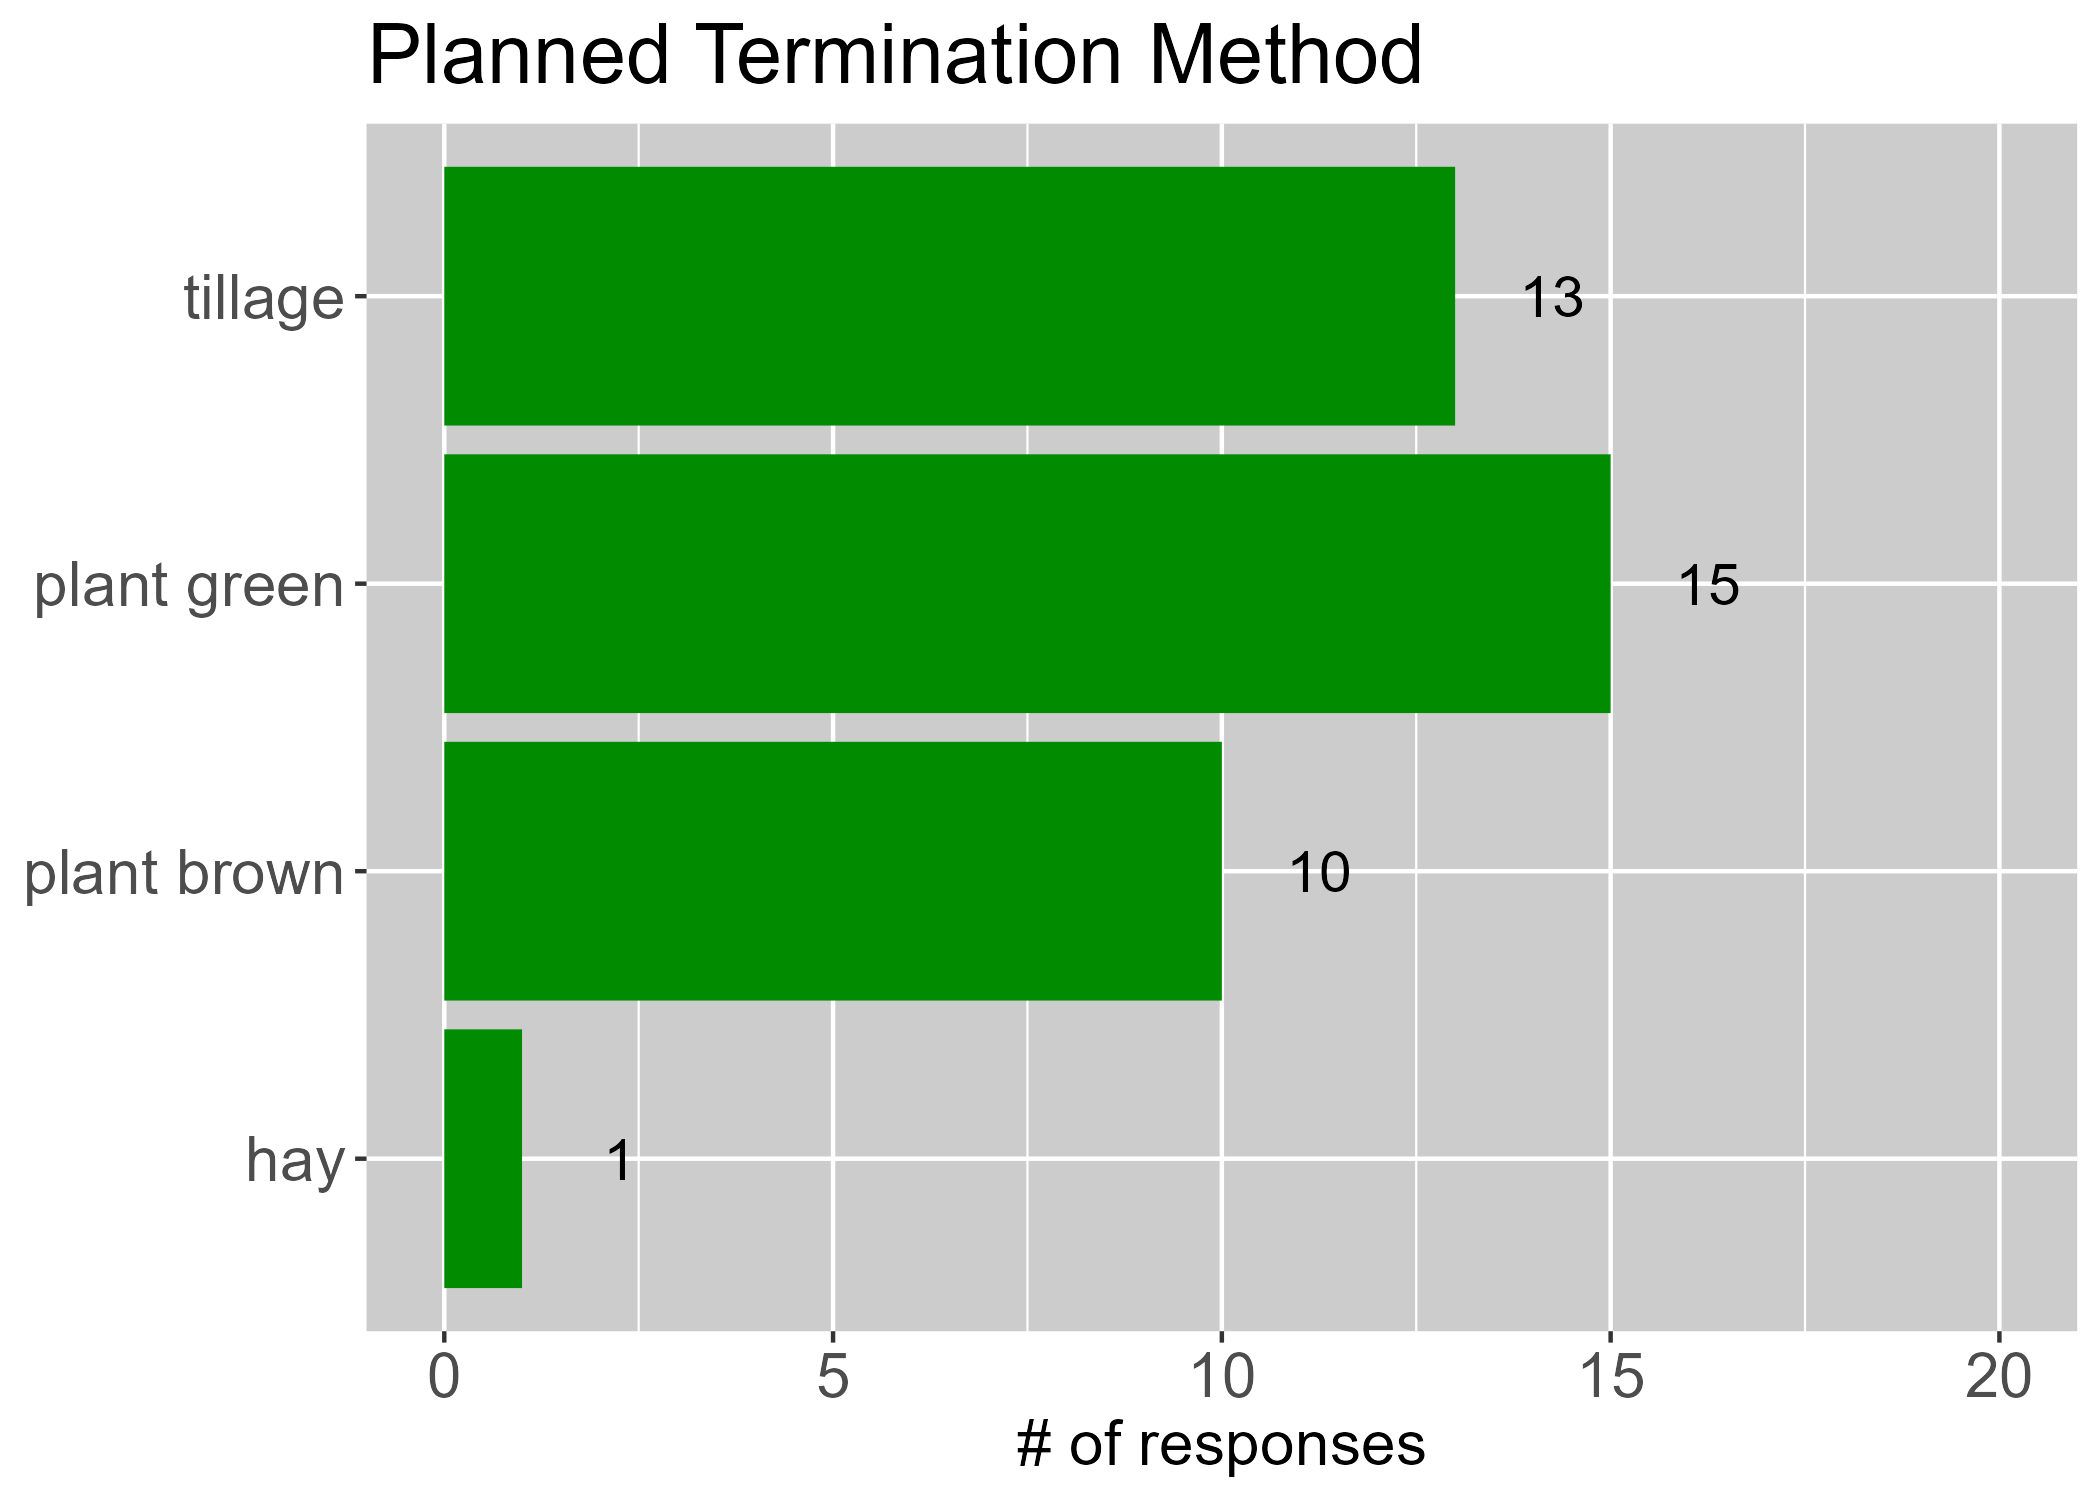 Planned Termination Method
tillage
13
plant green
15
plant brown
10
hay
1
0 5 10 15 20
# of responses